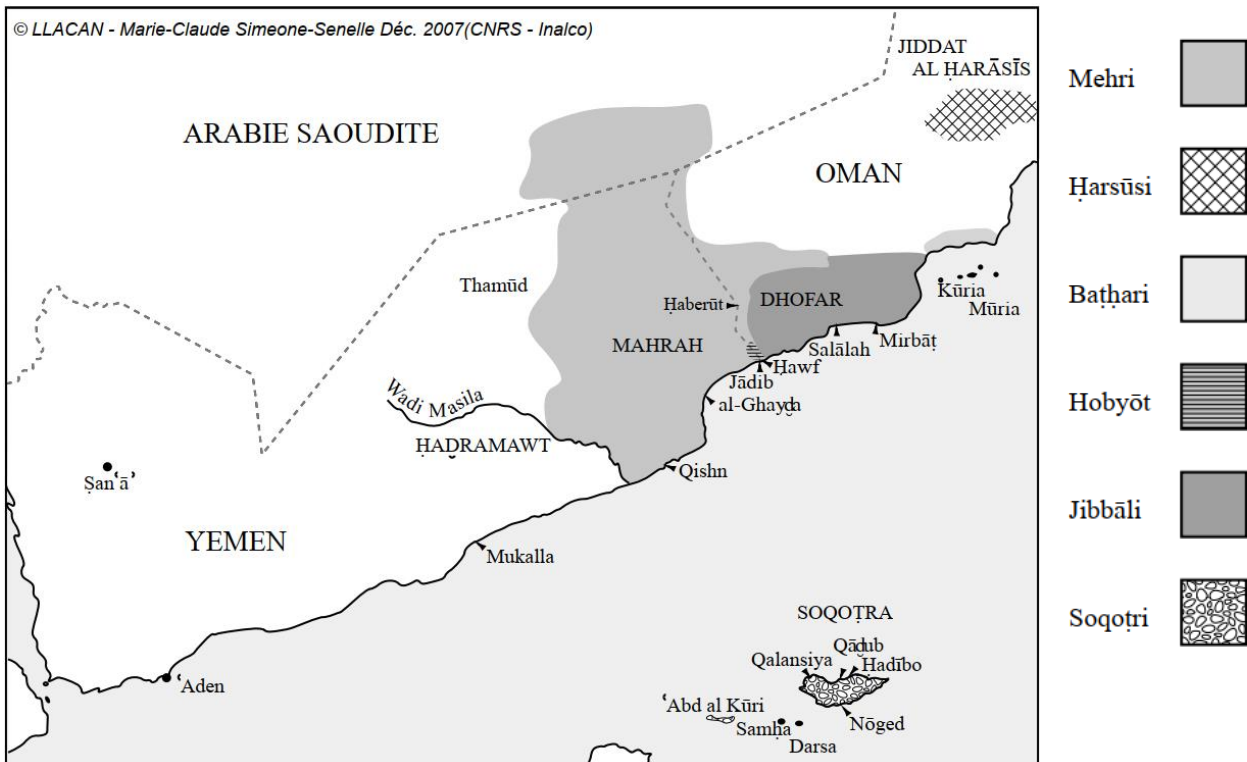 © LLACAN - Marie-Claude Simeone-Senelle Déc. 2007(CNRS - Inalco)
JIDDAT
AL ḤARĀSĪS
ARABIE SAOUDITE
OMAN
Thamūd
Ḥaberūt
DHOFAR
Kūria
Mūria
MAHRAH
Salālah
Mirbāṭ
Ḥawf
Jādib
al-Ghayḍa
Wadi Masila
ḤAḌRAMAWT
Qishn
Ṣanʿāʾ
YEMEN
Mukalla
ʿAden
SOQOṬRA
Qāḍub
Qalansiya
Hadībo
ʿAbd al Kūri
Samḥa
Darsa
Nōged
Mehri
Ḥarsūsi
Baṭḥari
Hobyōt
Jibbāli
Soqoṭri